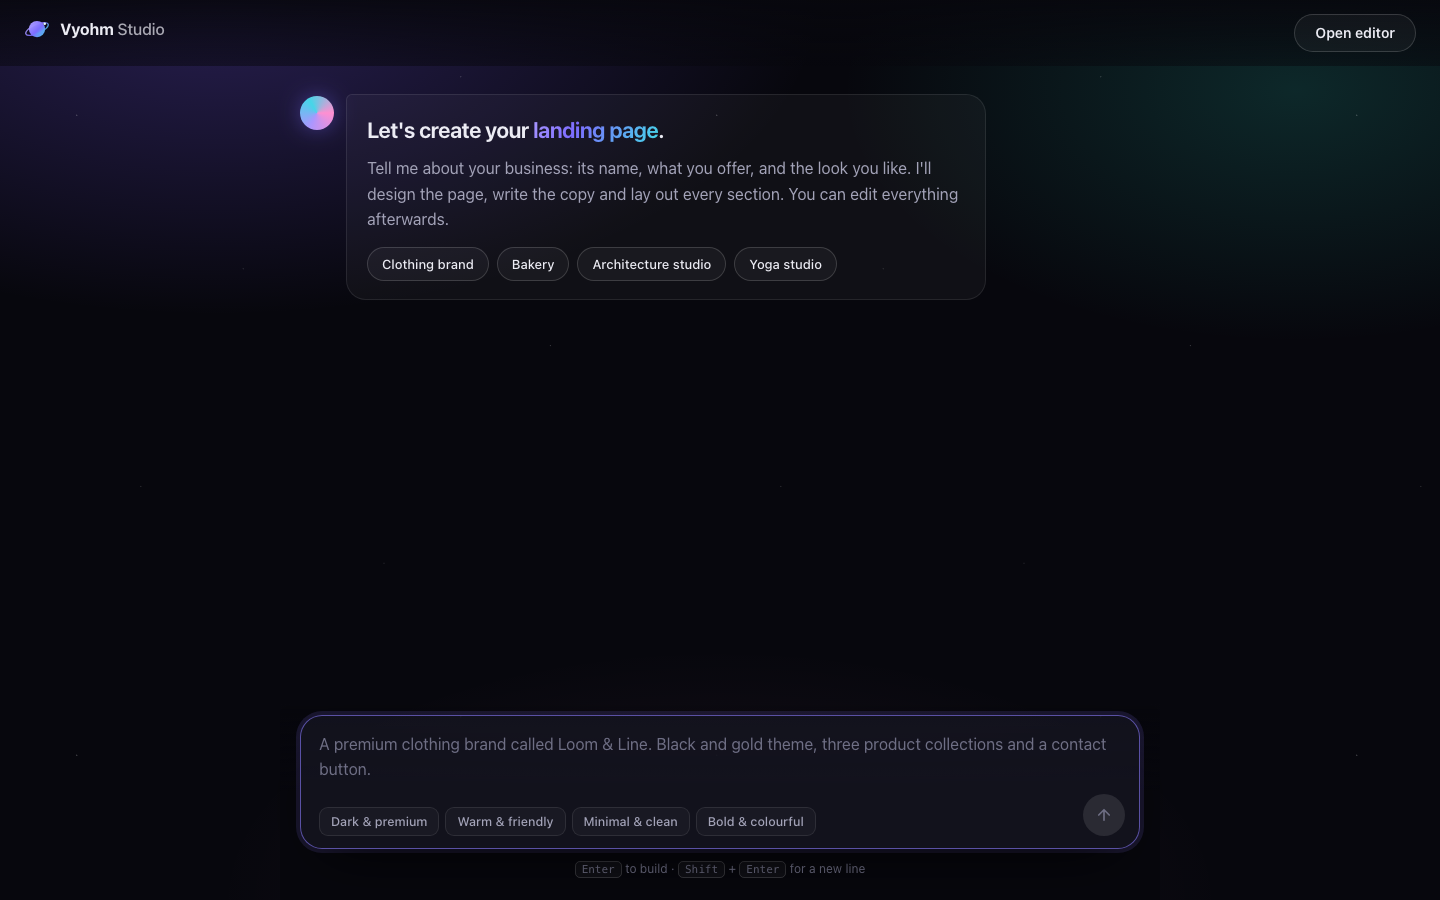 Vyohm Studio
Open editor
Let's create your landing page.
Tell me about your business: its name, what you offer, and the look you like. I'll
design the page, write the copy and lay out every section. You can edit everything
afterwards.
Clothing brand
Bakery
Architecture studio
Yoga studio
A premium clothing brand called Loom & Line. Black and gold theme, three product collections and a contact
button.
Dark & premium
Warm & friendly
Minimal & clean
Bold & colourful
Enter to build · Shift + Enter for a new line